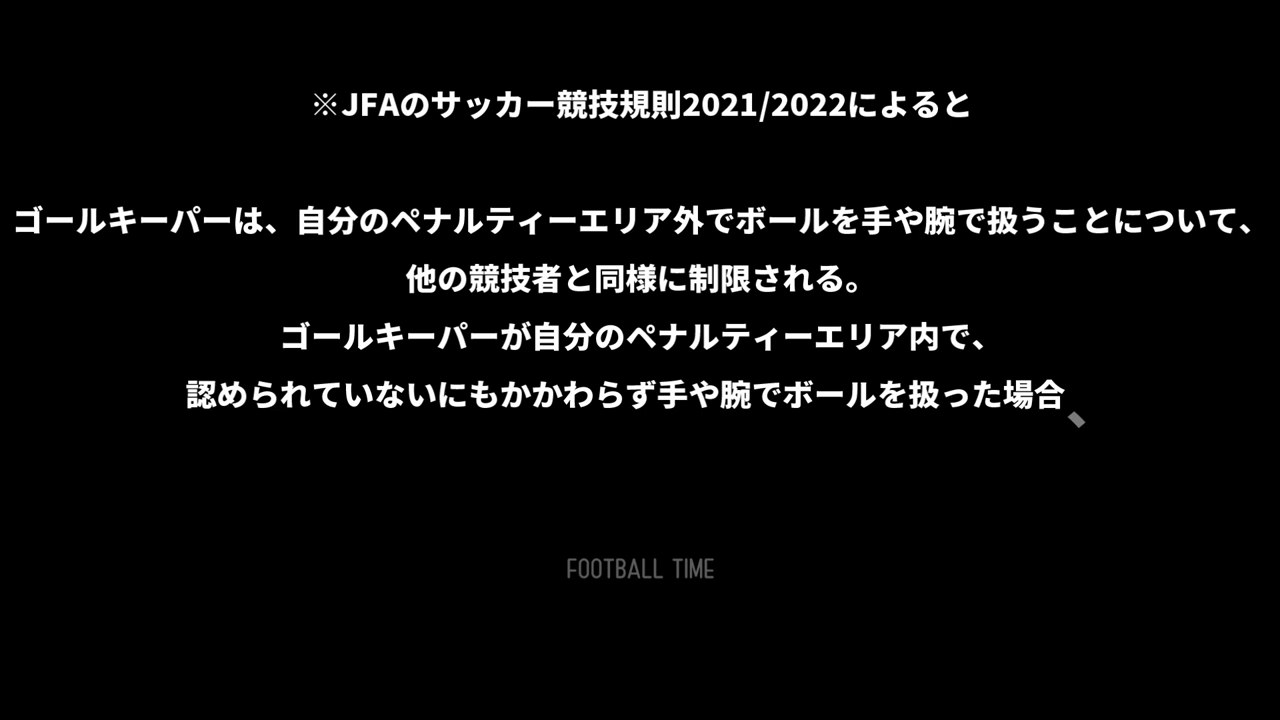 ※JFAのサッカー競技規則2021/2022によると
ゴールキーパーは、自分のペナルティーエリア外でボールを手や腕で扱うことについて、
他の競技者と同様に制限される。
ゴールキーパーが自分のペナルティーエリア内で、
認められていないにもかかわらず手や腕でボールを扱った場合、
FOOTBALL TIME